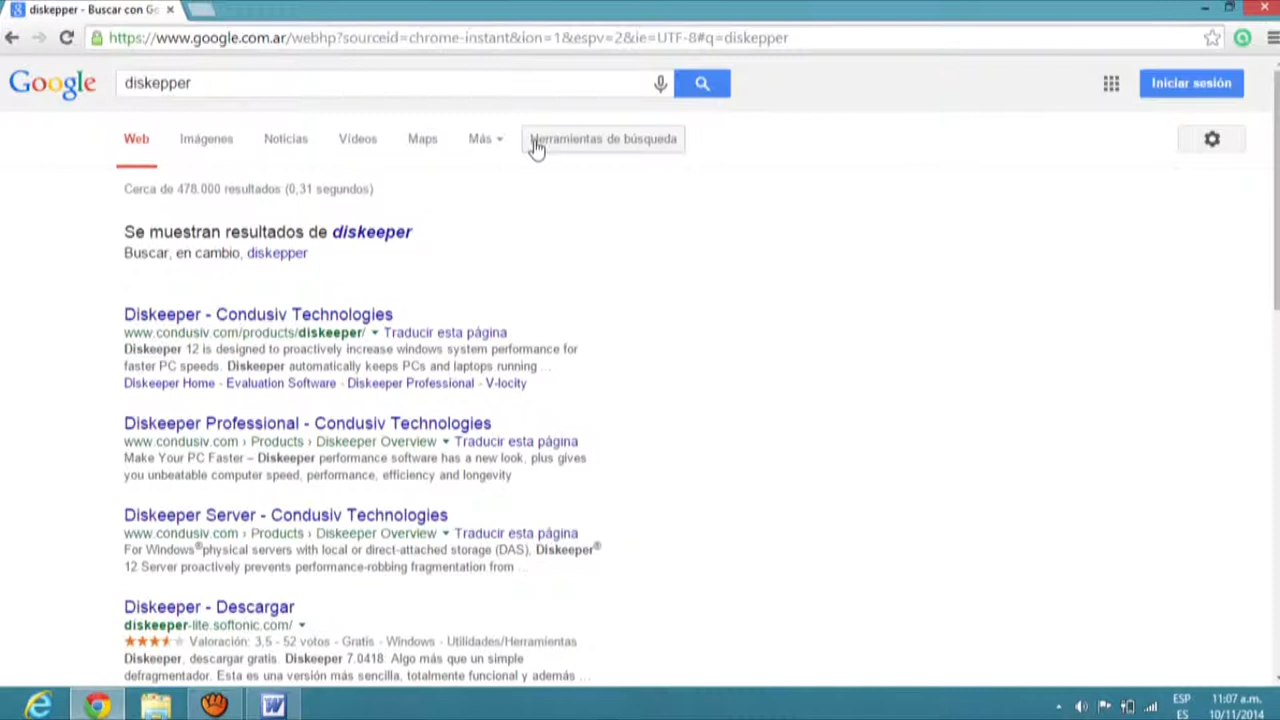 diskepper - Buscar con Go
https://www.google.com.ar/webhp?sourceid=chrome-instant&ion=1&espv=2&ie=UTF-8#q=diskepper
Google
diskepper
Iniciar sesión
Web Imágenes Noticias Vídeos Maps Más Herramientas de búsqueda
Cerca de 478.000 resultados (0,31 segundos)
Se muestran resultados de diskeeper
Buscar, en cambio, diskepper
Diskeeper - Condusiv Technologies
www.condusiv.com/products/diskeeper/ Traducir esta página
Diskeeper 12 is designed to proactively increase windows system performance for
faster PC speeds. Diskeeper automatically keeps PCs and laptops running ...
Diskeeper Home - Evaluation Software - Diskeeper Professional - V-locity
Diskeeper Professional - Condusiv Technologies
www.condusiv.com › Products › Diskeeper Overview Traducir esta página
Make Your PC Faster – Diskeeper performance software has a new look, plus gives
you unbeatable computer speed, performance, efficiency and longevity
Diskeeper Server - Condusiv Technologies
www.condusiv.com › Products › Diskeeper Overview Traducir esta página
For Windows®physical servers with local or direct-attached storage (DAS), Diskeeper®
12 Server proactively prevents performance-robbing fragmentation from ...
Diskeeper - Descargar
diskeeper-lite.softonic.com/
Valoración: 3,5 - 52 votos - Gratis - Windows - Utilidades/Herramientas
Diskeeper, descargar gratis. Diskeeper 7.0418: Algo más que un simple
defragmentador. Esta es una versión más sencilla, totalmente funcional y además ...
ESP 11:07 a.m.
ES 10/11/2014